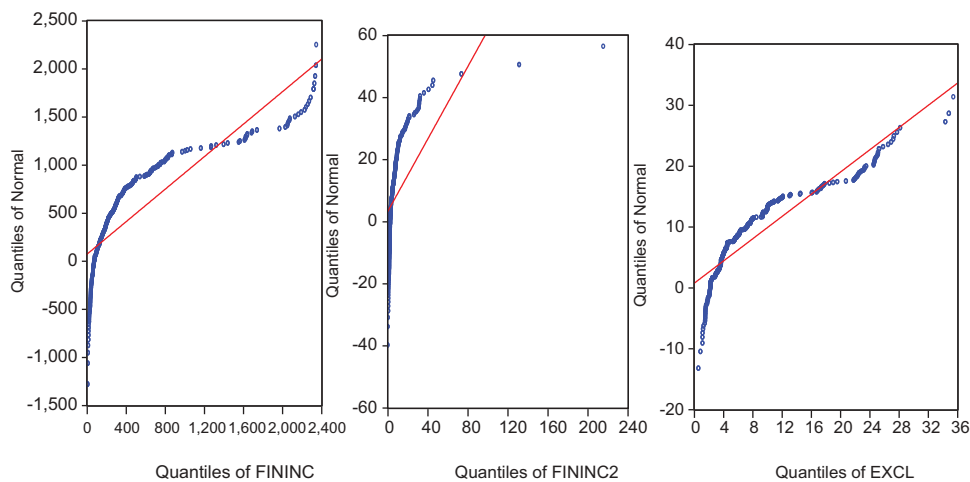 2,500
2,000
1,500
1,000
500
0
-500
-1,000
-1,500
Quantiles of Normal
0 400 800 1,200 1,600 2,000 2,400
Quantiles of FININC
60
40
20
0
-20
-40
-60
Quantiles of Normal
0 40 80 120 160 200 240
Quantiles of FININC2
40
30
20
10
0
-10
-20
Quantiles of Normal
0 4 8 12 16 20 24 28 32 36
Quantiles of EXCL